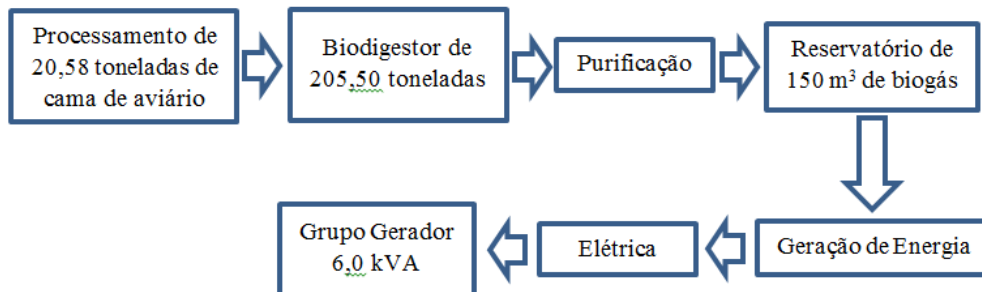 Processamento de
20,58 toneladas de
cama de aviário
Biodigestor de
205,50 toneladas
Purificação
Reservatório de
150 m³ de biogás
Geração de Energia
Elétrica
Grupo Gerador
6,0 kVA